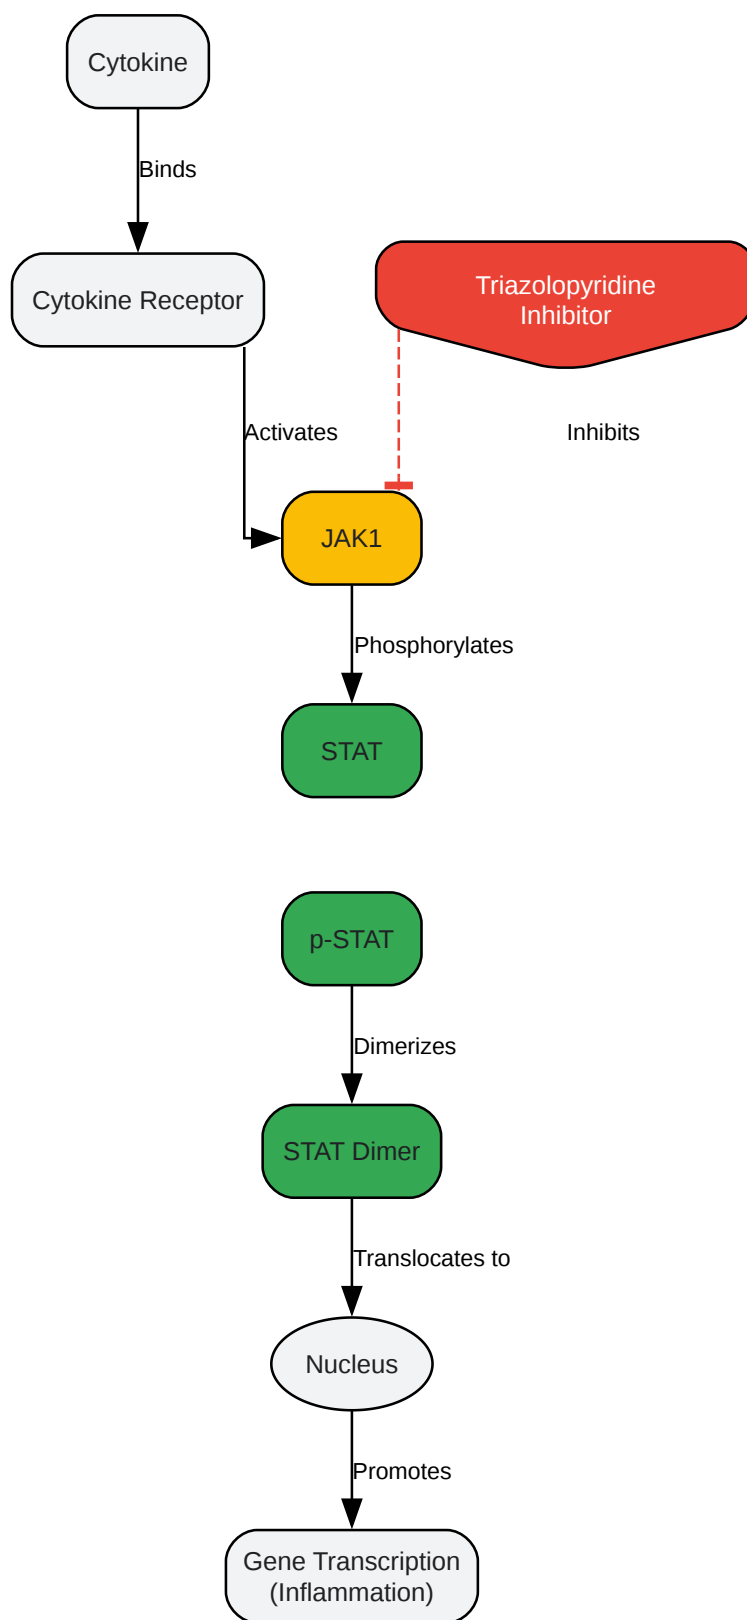 Cytokine
Binds
Cytokine Receptor
Triazolopyridine
Inhibitor
Activates
Inhibits
JAK1
Phosphorylates
STAT
p-STAT
Dimerizes
STAT Dimer
Translocates to
Nucleus
Promotes
Gene Transcription
(Inflammation)